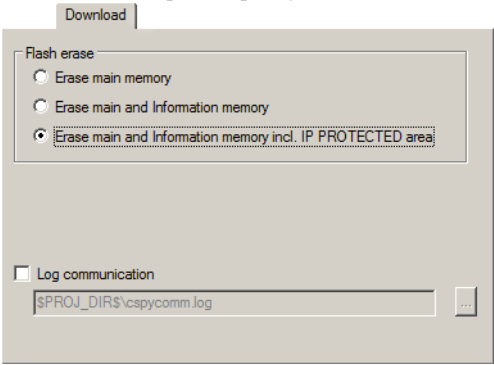 Download
Flash erase
Erase main memory
Erase main and Information memory
Erase main and Information memory incl. IP PROTECTED area
Log communication
$PROJ_DIR$\cspycomm.log
...